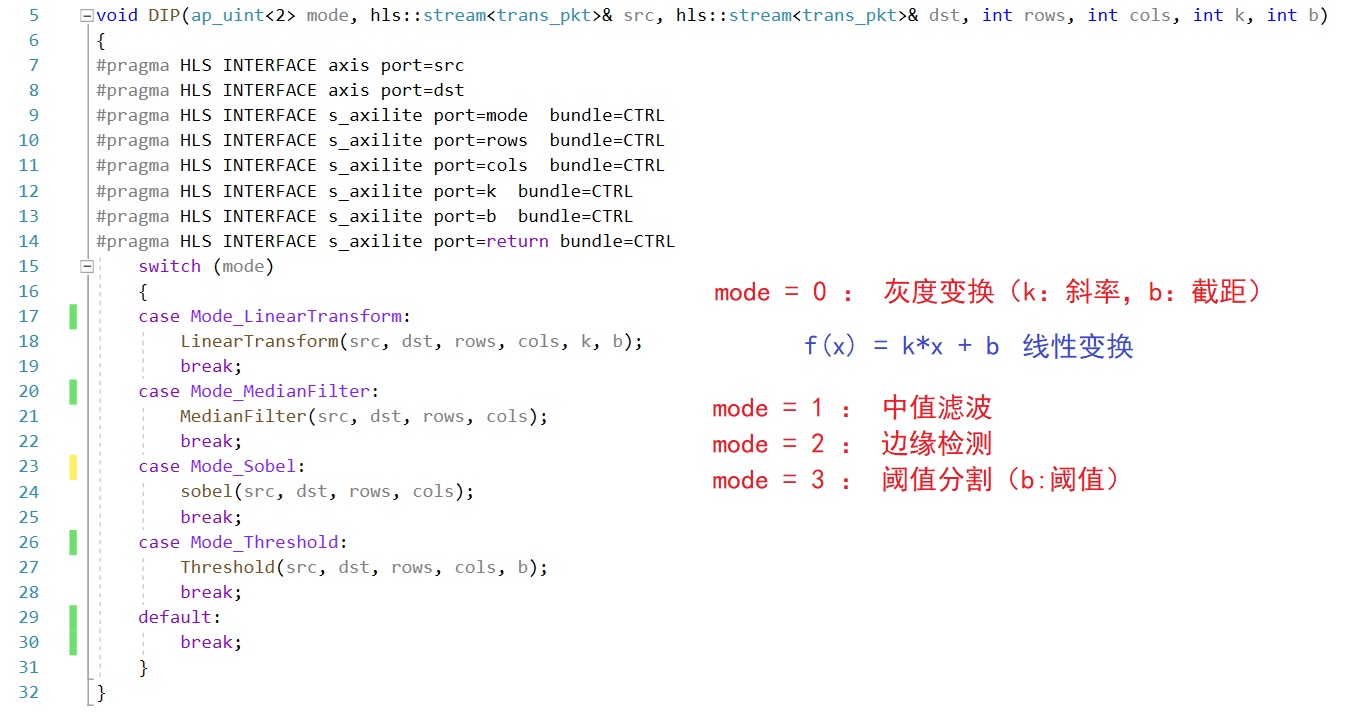 5 void DIP(ap_uint<2> mode, hls::stream<trans_pkt>& src, hls::stream<trans_pkt>& dst, int rows, int cols, int k, int b)
6 {
7 #pragma HLS INTERFACE axis port=src
8 #pragma HLS INTERFACE axis port=dst
9 #pragma HLS INTERFACE s_axilite port=mode  bundle=CTRL
10 #pragma HLS INTERFACE s_axilite port=rows  bundle=CTRL
11 #pragma HLS INTERFACE s_axilite port=cols  bundle=CTRL
12 #pragma HLS INTERFACE s_axilite port=k  bundle=CTRL
13 #pragma HLS INTERFACE s_axilite port=b  bundle=CTRL
14 #pragma HLS INTERFACE s_axilite port=return bundle=CTRL
15     switch (mode)
16     {
17     case Mode_LinearTransform:
18         LinearTransform(src, dst, rows, cols, k, b);
19         break;
20     case Mode_MedianFilter:
21         MedianFilter(src, dst, rows, cols);
22         break;
23     case Mode_Sobel:
24         sobel(src, dst, rows, cols);
25         break;
26     case Mode_Threshold:
27         Threshold(src, dst, rows, cols, b);
28         break;
29     default:
30         break;
31     }
32 }
mode = 0 ： 灰度变换（k：斜率，b：截距）
f(x) = k*x + b 线性变换
mode = 1 ： 中值滤波
mode = 2 ： 边缘检测
mode = 3 ： 阈值分割（b:阈值）